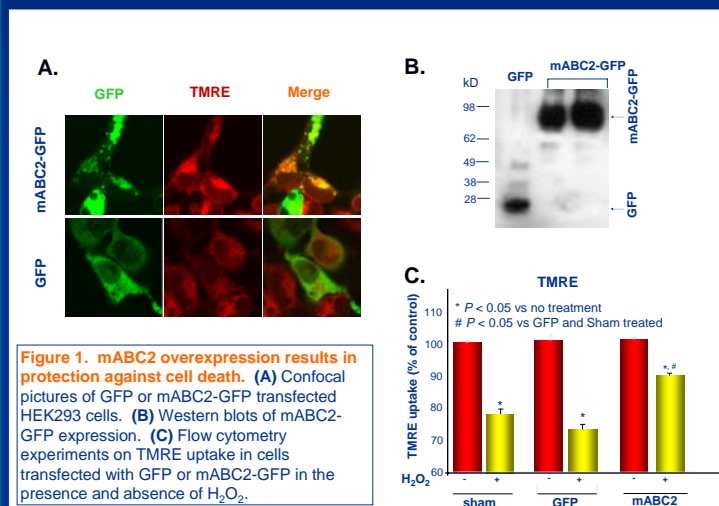 A.
GFP TMRE Merge
mABC2-GFP
GFP
Figure 1. mABC2 overexpression results in
protection against cell death. (A) Confocal
pictures of GFP or mABC2-GFP transfected
HEK293 cells. (B) Western blots of mABC2-
GFP expression. (C) Flow cytometry
experiments on TMRE uptake in cells
transfected with GFP or mABC2-GFP in the
presence and absence of H₂O₂.
B.
mABC2-GFP
kD GFP
98
62
49
38
28
mABC2-GFP
GFP
C.
TMRE
* P < 0.05 vs no treatment
# P < 0.05 vs GFP and Sham treated
TMRE uptake (% of control)
110
100
90
80
70
60
* * *, #
H₂O₂ - + - + - +
sham GFP mABC2